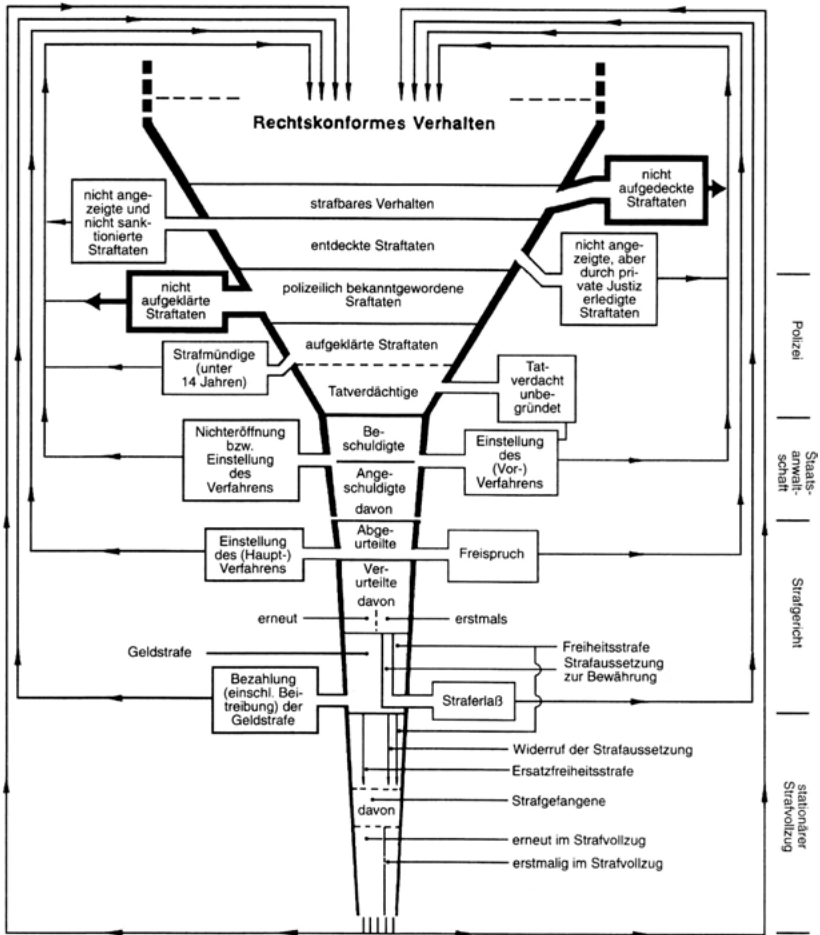 Rechtskonformes Verhalten
nicht
aufgedeckte
Straftaten
nicht ange-
zeigte und
nicht sank-
tionierte
Straftaten
strafbares Verhalten
entdeckte Straftaten
nicht ange-
zeigte, aber
durch pri-
vate Justiz
erledigte
Straftaten
nicht
aufgeklärte
Straftaten
polizeilich bekanntgewordene
Sraftaten
aufgeklärte Straftaten
Strafmündige
(unter
14 Jahren)
Tatverdächtige
Tat-
verdacht
unbe-
gründet
Polizei
Nichteröffnung
bzw.
Einstellung
des
Verfahrens
Be-
schuldigte
Ange-
schuldigte
davon
Einstellung
des
(Vor-)
Verfahrens
Staats-
anwalt-
schaft
Einstellung
des (Haupt-)
Verfahrens
Abge-
urteilte
Ver-
urteilte
davon
Freispruch
erneut
erstmals
Strafgericht
Geldstrafe
Freiheitsstrafe
Strafaussetzung
zur Bewährung
Bezahlung
(einschl. Bei-
treibung) der
Geldstrafe
Straferlaß
Widerruf der Strafaussetzung
Ersatzfreiheitsstrafe
Strafgefangene
davon
erneut im Strafvollzug
erstmalig im Strafvollzug
stationärer
Strafvollzug